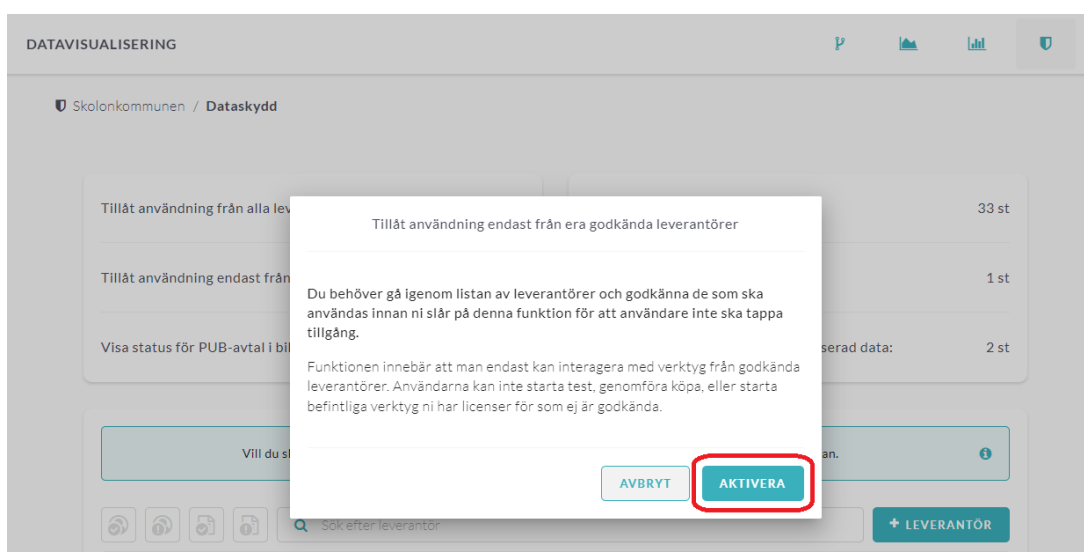 DATAVISUALISERING
Skolonkommunen / Dataskydd
Tillåt användning från alla lev
33 st
Tillåt användning endast från
1 st
Visa status för PUB-avtal i bil
serad data:
2 st
Tillåt användning endast från era godkända leverantörer
Du behöver gå igenom listan av leverantörer och godkänna de som ska
användas innan ni slår på denna funktion för att användare inte ska tappa
tillgång.
Funktionen innebär att man endast kan interagera med verktyg från godkända
leverantörer. Användarna kan inte starta test, genomföra köpa, eller starta
befintliga verktyg ni har licenser för som ej är godkända.
AVBRYT
AKTIVERA
Vill du sl
an.
Sök efter leverantör
+ LEVERANTÖR